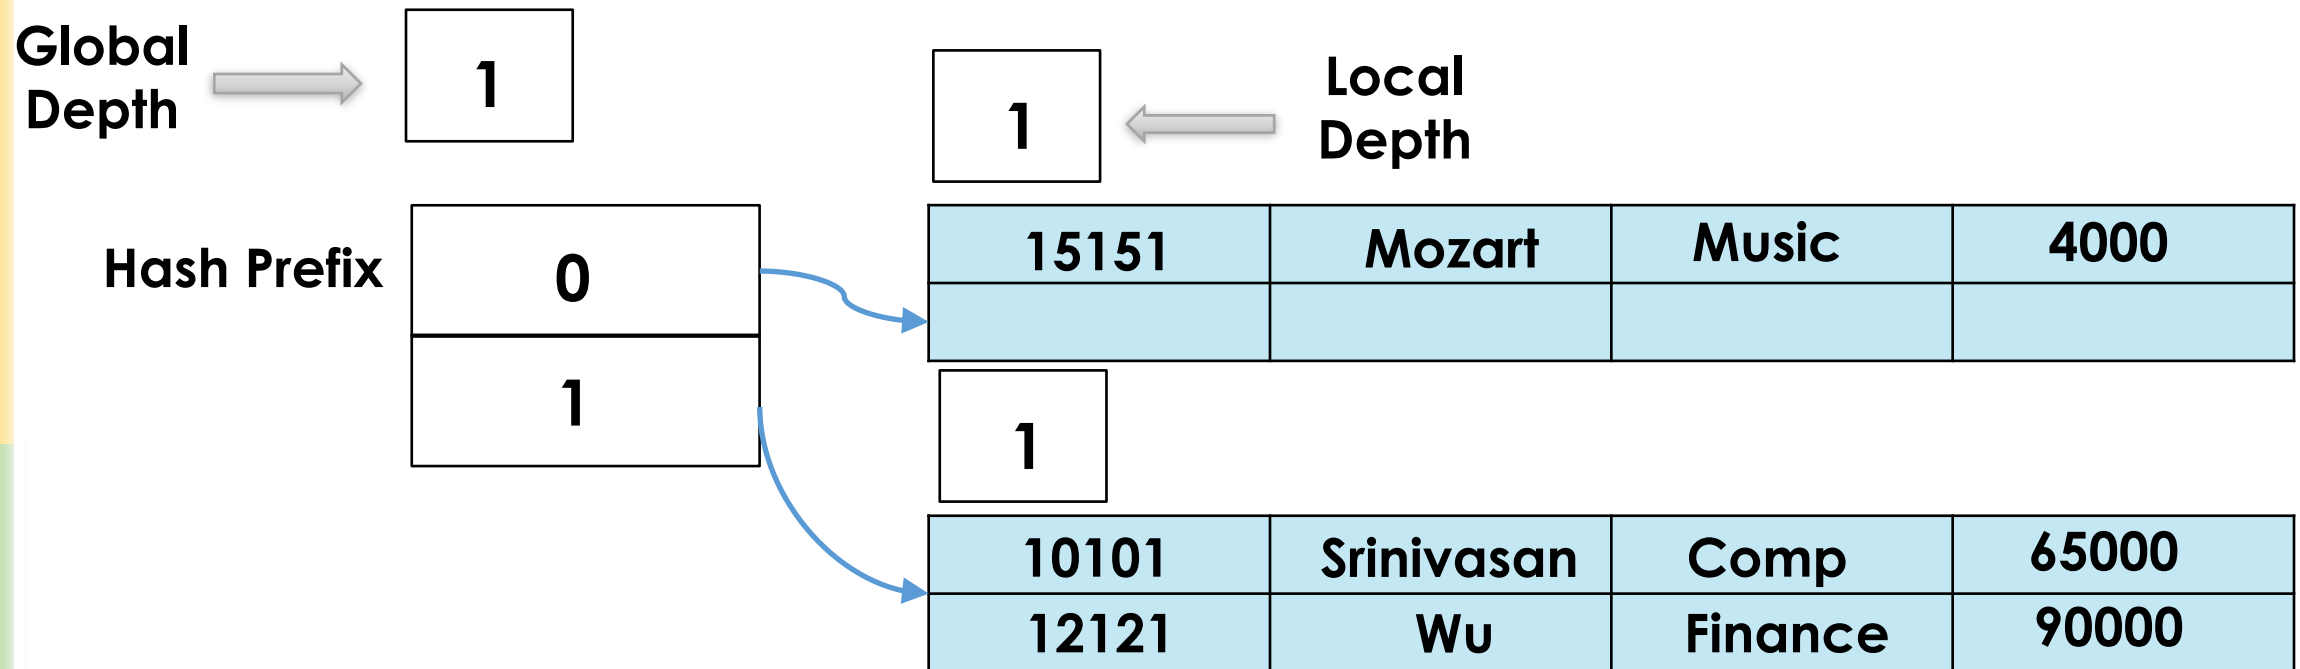 Global
Depth
1
1
Local
Depth
Hash Prefix
0
1
15151 Mozart Music 4000
1
10101 Srinivasan Comp 65000
12121 Wu Finance 90000